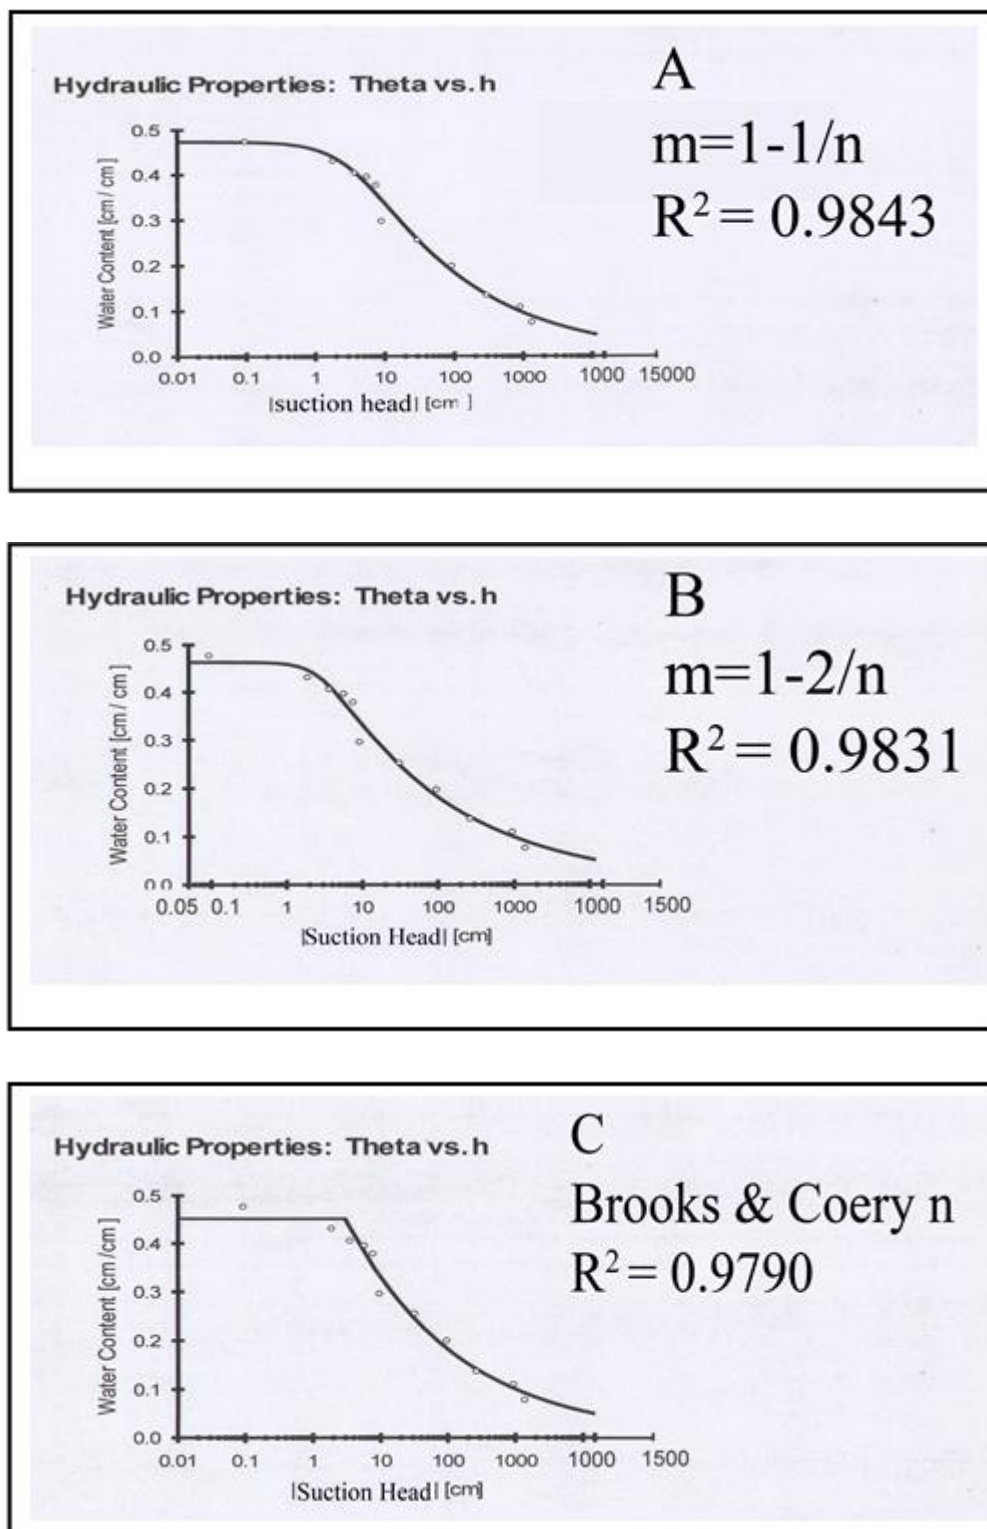 Hydraulic Properties: Theta vs. h
A
m=1-1/n
R² = 0.9843
Water Content [cm / cm]
0.5
0.4
0.3
0.2
0.1
0.0
0.01 0.1 1 10 100 1000 1000 15000
|suction head| [cm ]
Hydraulic Properties: Theta vs. h
B
m=1-2/n
R² = 0.9831
Water Content [cm / cm]
0.5
0.4
0.3
0.2
0.1
0.0
0.05 0.1 1 10 100 1000 1000 1500
|Suction Head| [cm]
Hydraulic Properties: Theta vs. h
C
Brooks & Coery n
R² = 0.9790
Water Content [cm /cm]
0.5
0.4
0.3
0.2
0.1
0.0
0.01 0.1 1 10 100 1000 1000 1500
|Suction Head| [cm]